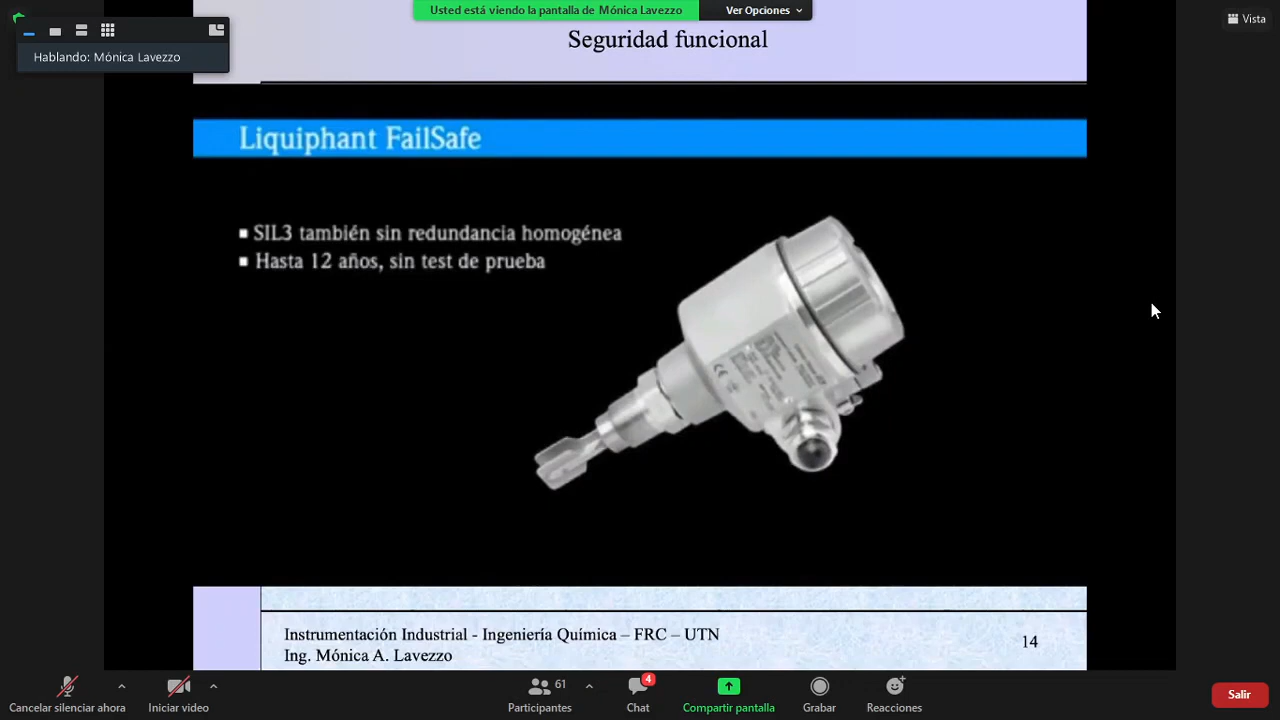 Usted está viendo la pantalla de Mónica Lavezzo
Ver Opciones
Vista
Hablando: Mónica Lavezzo
Seguridad funcional
Liquiphant FailSafe
SIL3 también sin redundancia homogénea
Hasta 12 años, sin test de prueba
Instrumentación Industrial - Ingeniería Química – FRC – UTN
14
Ing. Mónica A. Lavezzo
61
4
Cancelar silenciar ahora
Iniciar video
Participantes
Chat
Compartir pantalla
Grabar
Reacciones
Salir